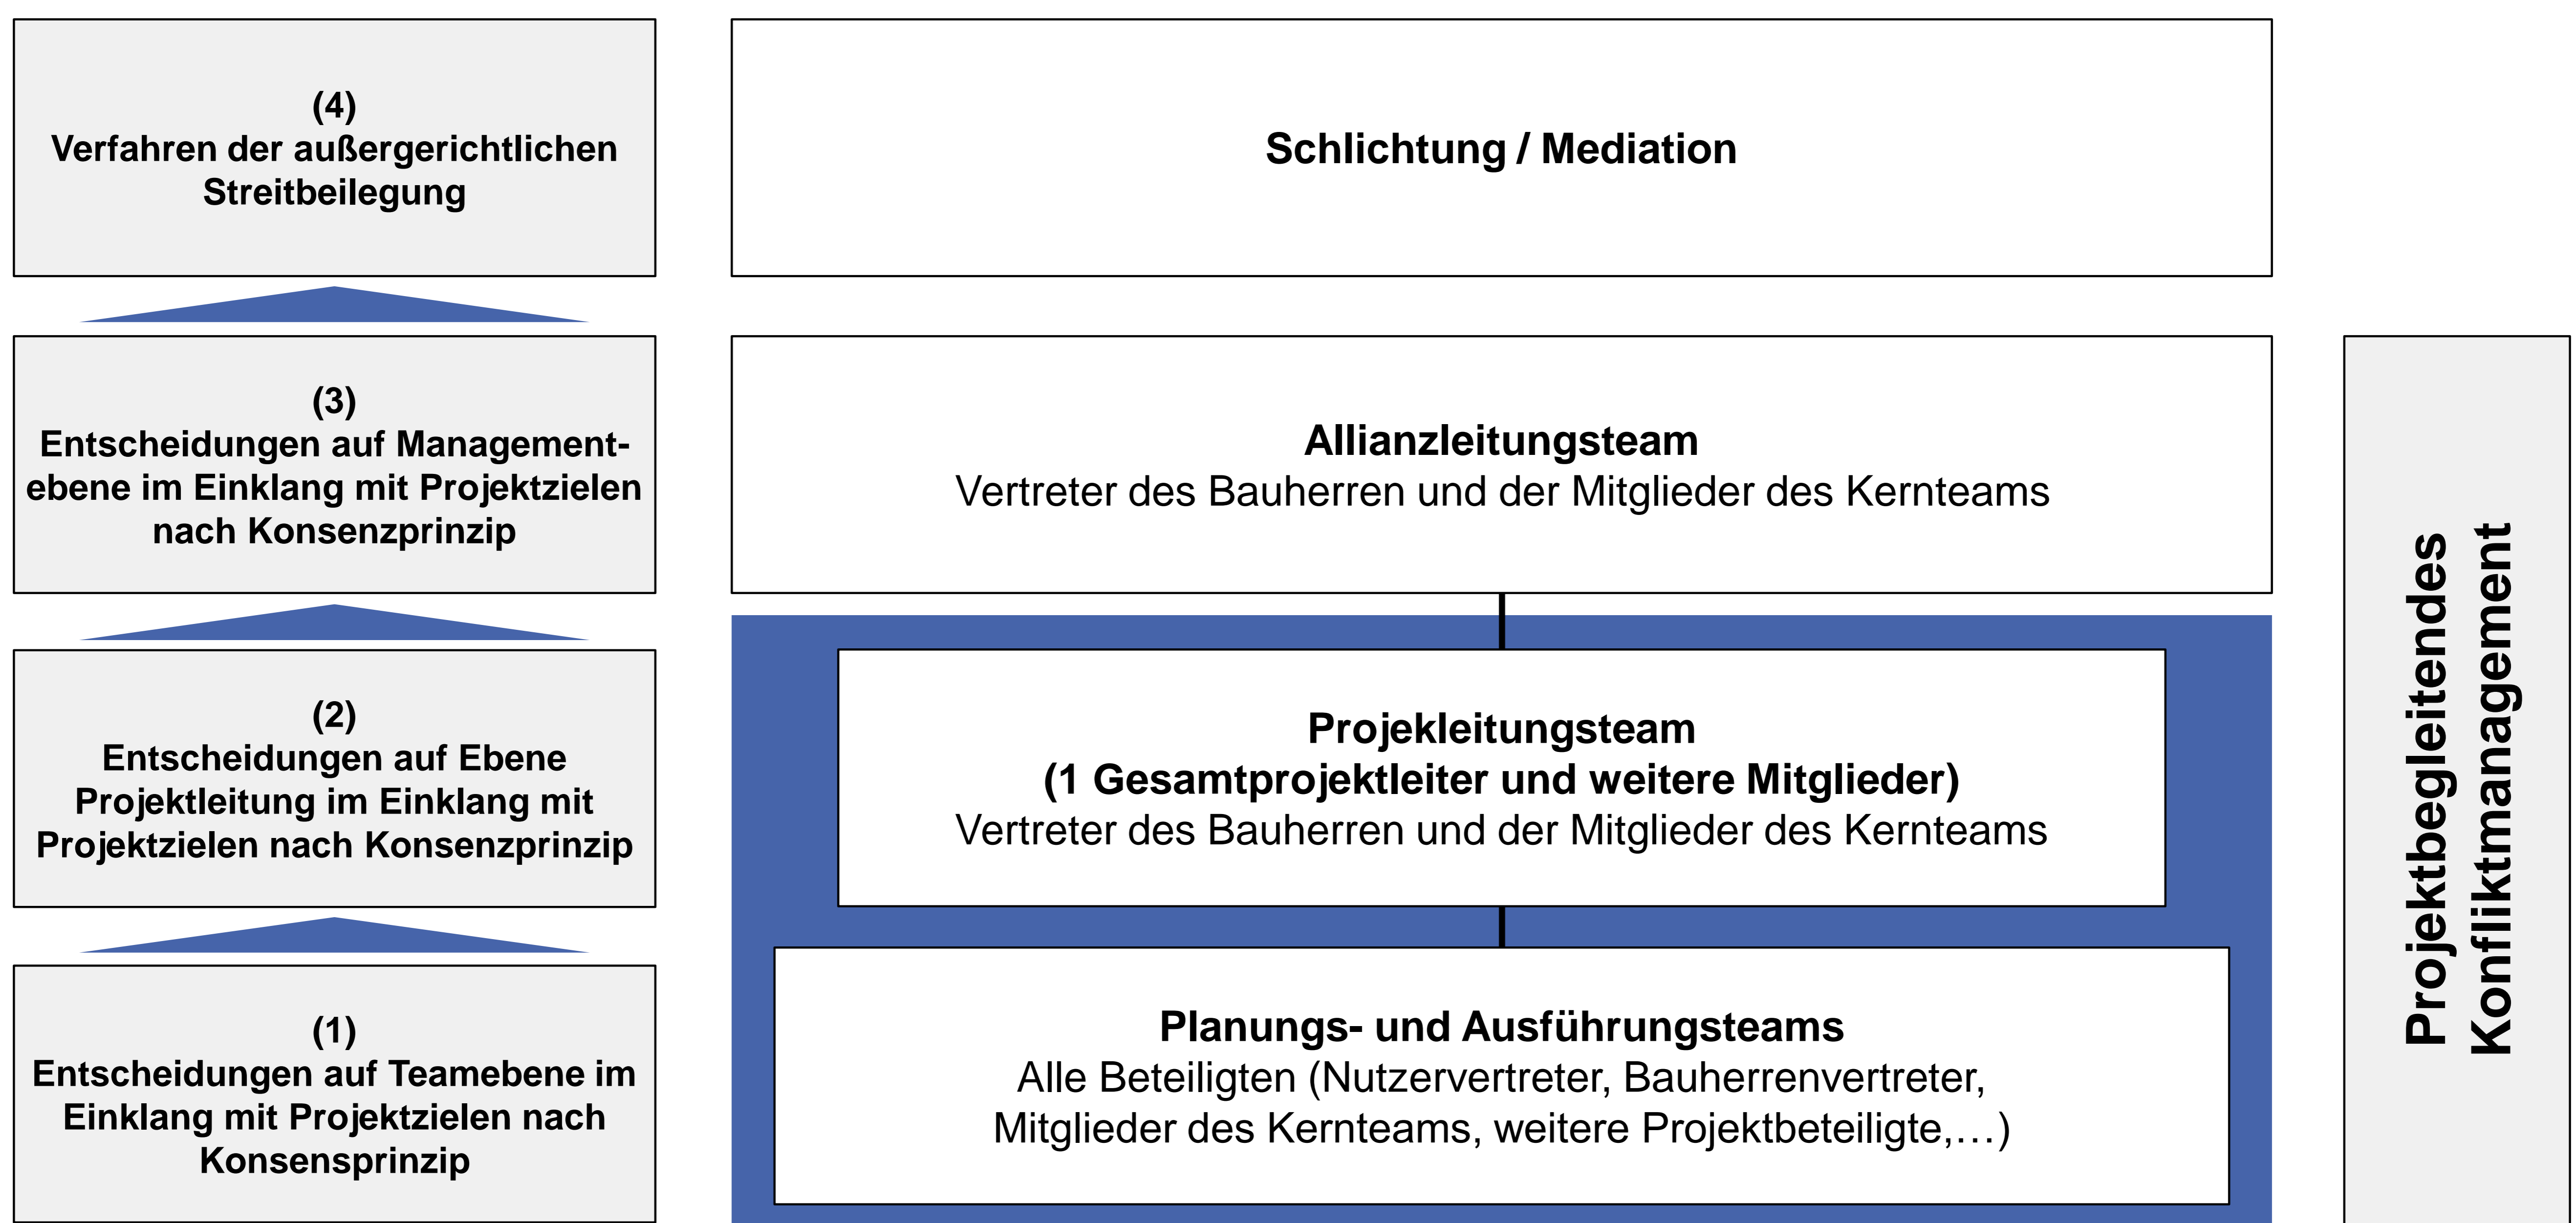 (4)
Verfahren der außergerichtlichen
Streitbeilegung
Schlichtung / Mediation
(3)
Entscheidungen auf Management-
ebene im Einklang mit Projektzielen
nach Konsenzprinzip
Allianzleitungsteam
Vertreter des Bauherren und der Mitglieder des Kernteams
(2)
Entscheidungen auf Ebene
Projektleitung im Einklang mit
Projektzielen nach Konsenzprinzip
Projekleitungsteam
(1 Gesamtprojektleiter und weitere Mitglieder)
Vertreter des Bauherren und der Mitglieder des Kernteams
(1)
Entscheidungen auf Teamebene im
Einklang mit Projektzielen nach
Konsensprinzip
Planungs- und Ausführungsteams
Alle Beteiligten (Nutzervertreter, Bauherrenvertreter,
Mitglieder des Kernteams, weitere Projektbeteiligte,…)
Projektbegleitendes
Konfliktmanagement